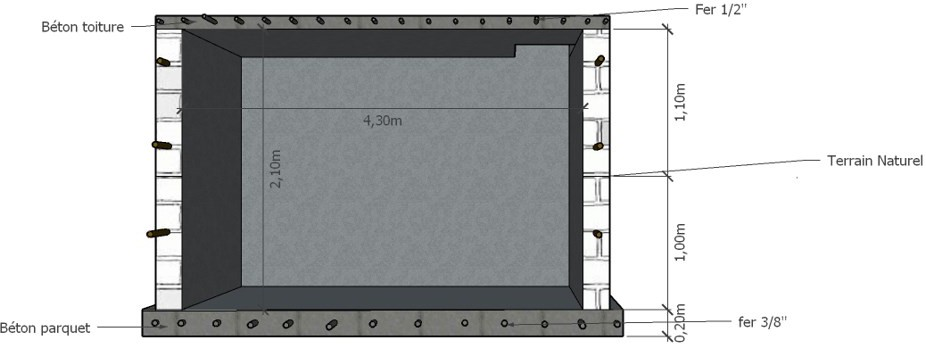 Fer 1/2"
Béton toiture
1,10m
4,30m
Terrain Naturel
2,10m
1,00m
0,20m
Béton parquet
fer 3/8"